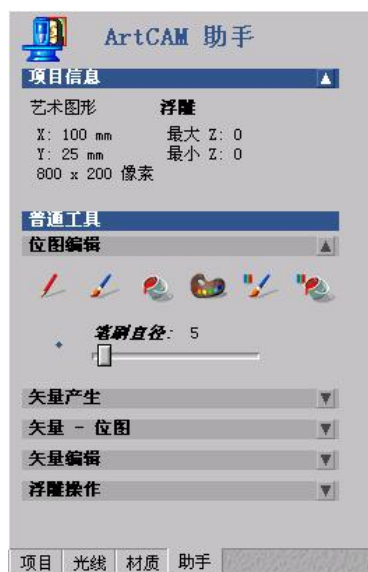 ArtCAM 助手
项目信息
艺术图形 浮雕
X: 100 mm 最大 Z: 0
Y: 25 mm 最小 Z: 0
800 x 200 像素
普通工具
位图编辑
笔刷直径: 5
矢量产生
矢量 - 位图
矢量编辑
浮雕操作
项目 光线 材质 助手